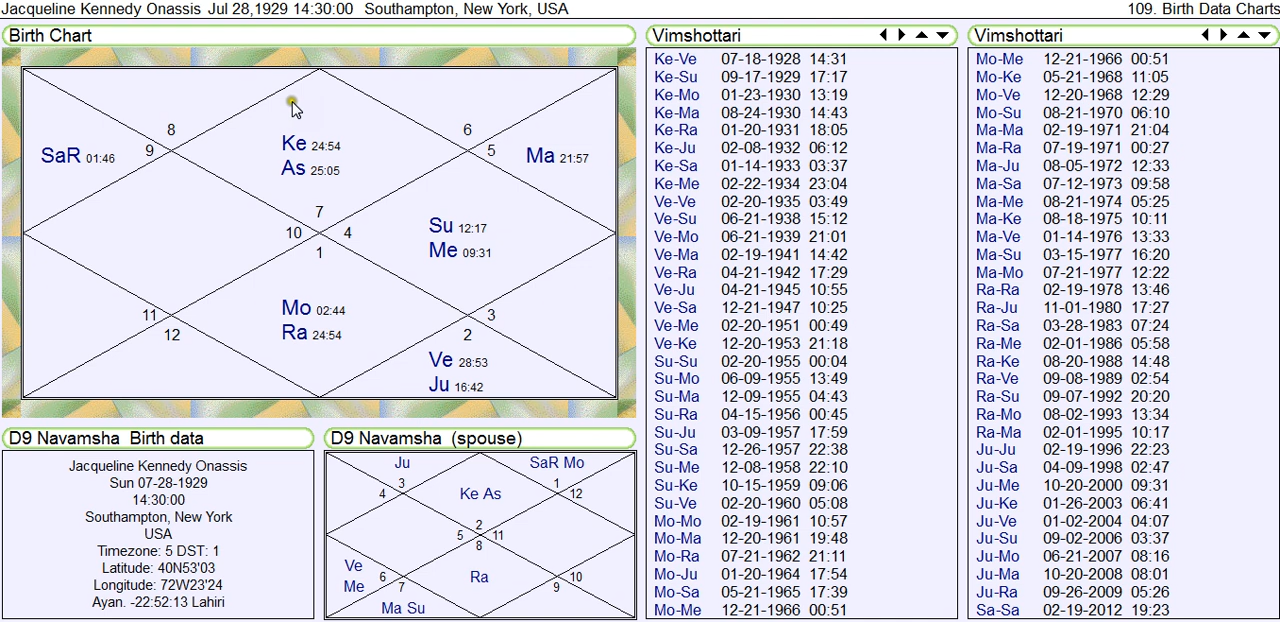 Jacqueline Kennedy Onassis Jul 28,1929 14:30:00 Southampton, New York, USA 109. Birth Data Charts
Birth Chart
8
9
SaR 01:46
Ke 24:54
As 25:05
6
5
Ma 21:57
7
10
4
1
Su 12:17
Me 09:31
Mo 02:44
Ra 24:54
11
12
3
2
Ve 28:53
Ju 16:42
D9 Navamsha Birth data
Jacqueline Kennedy Onassis
Sun 07-28-1929
14:30:00
Southampton, New York
USA
Timezone: 5 DST: 1
Latitude: 40N53'03
Longitude: 72W23'24
Ayan. -22:52:13 Lahiri
D9 Navamsha (spouse)
Ju
SaR Mo
3
4
Ke As
1
12
2
5
11
8
Ve
Me
6
7
Ra
10
9
Ma Su
Vimshottari
Ke-Ve 07-18-1928 14:31
Ke-Su 09-17-1929 17:17
Ke-Mo 01-23-1930 13:19
Ke-Ma 08-24-1930 14:43
Ke-Ra 01-20-1931 18:05
Ke-Ju 02-08-1932 06:12
Ke-Sa 01-14-1933 03:37
Ke-Me 02-22-1934 23:04
Ve-Ve 02-20-1935 03:49
Ve-Su 06-21-1938 15:12
Ve-Mo 06-21-1939 21:01
Ve-Ma 02-19-1941 14:42
Ve-Ra 04-21-1942 17:29
Ve-Ju 04-21-1945 10:55
Ve-Sa 12-21-1947 10:25
Ve-Me 02-20-1951 00:49
Ve-Ke 12-20-1953 21:18
Su-Su 02-20-1955 00:04
Su-Mo 06-09-1955 13:49
Su-Ma 12-09-1955 04:43
Su-Ra 04-15-1956 00:45
Su-Ju 03-09-1957 17:59
Su-Sa 12-26-1957 22:38
Su-Me 12-08-1958 22:10
Su-Ke 10-15-1959 09:06
Su-Ve 02-20-1960 05:08
Mo-Mo 02-19-1961 10:57
Mo-Ma 12-20-1961 19:48
Mo-Ra 07-21-1962 21:11
Mo-Ju 01-20-1964 17:54
Mo-Sa 05-21-1965 17:39
Mo-Me 12-21-1966 00:51
Vimshottari
Mo-Me 12-21-1966 00:51
Mo-Ke 05-21-1968 11:05
Mo-Ve 12-20-1968 12:29
Mo-Su 08-21-1970 06:10
Ma-Ma 02-19-1971 21:04
Ma-Ra 07-19-1971 00:27
Ma-Ju 08-05-1972 12:33
Ma-Sa 07-12-1973 09:58
Ma-Me 08-21-1974 05:25
Ma-Ke 08-18-1975 10:11
Ma-Ve 01-14-1976 13:33
Ma-Su 03-15-1977 16:20
Ma-Mo 07-21-1977 12:22
Ra-Ra 02-19-1978 13:46
Ra-Ju 11-01-1980 17:27
Ra-Sa 03-28-1983 07:24
Ra-Me 02-01-1986 05:58
Ra-Ke 08-20-1988 14:48
Ra-Ve 09-08-1989 02:54
Ra-Su 09-07-1992 20:20
Ra-Mo 08-02-1993 13:34
Ra-Ma 02-01-1995 10:17
Ju-Ju 02-19-1996 22:23
Ju-Sa 04-09-1998 02:47
Ju-Me 10-20-2000 09:31
Ju-Ke 01-26-2003 06:41
Ju-Ve 01-02-2004 04:07
Ju-Su 09-02-2006 03:37
Ju-Mo 06-21-2007 08:16
Ju-Ma 10-20-2008 08:01
Ju-Ra 09-26-2009 05:26
Sa-Sa 02-19-2012 19:23